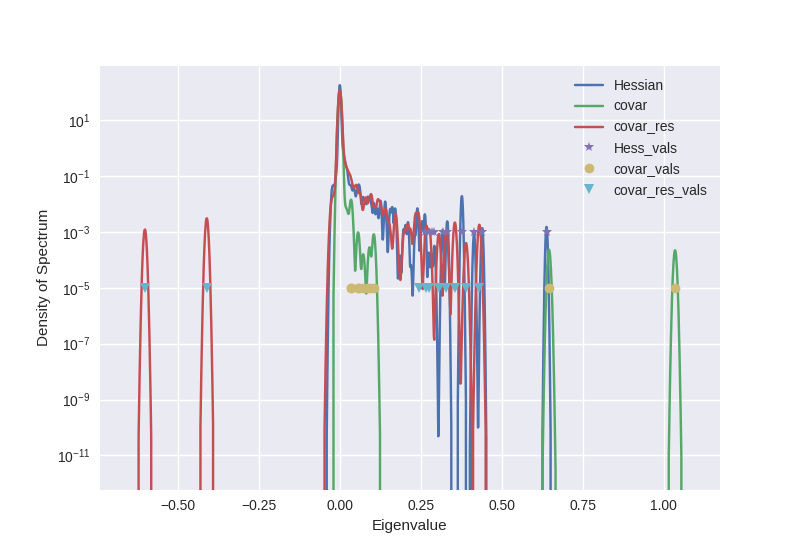 Hessian
covar
covar_res
Hess_vals
covar_vals
covar_res_vals
10^1
10^-1
10^-3
10^-5
10^-7
10^-9
10^-11
Density of Spectrum
−0.50 −0.25 0.00 0.25 0.50 0.75 1.00
Eigenvalue